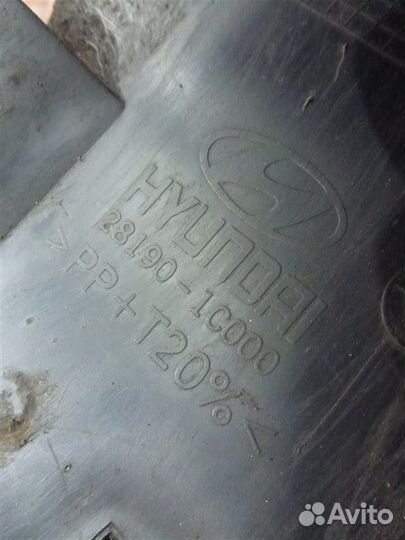 HYUNDAI
28190-1C000
>PP+T20%<
Avito